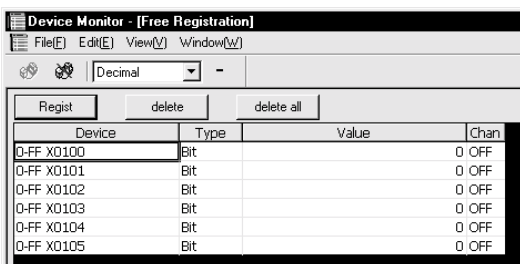 Device Monitor - [Free Registration]
File(F) Edit(E) View(V) Window(W)
Decimal
Regist delete delete all
Device Type Value Chan
0-FF X0100 Bit 0 OFF
0-FF X0101 Bit 0 OFF
0-FF X0102 Bit 0 OFF
0-FF X0103 Bit 0 OFF
0-FF X0104 Bit 0 OFF
0-FF X0105 Bit 0 OFF